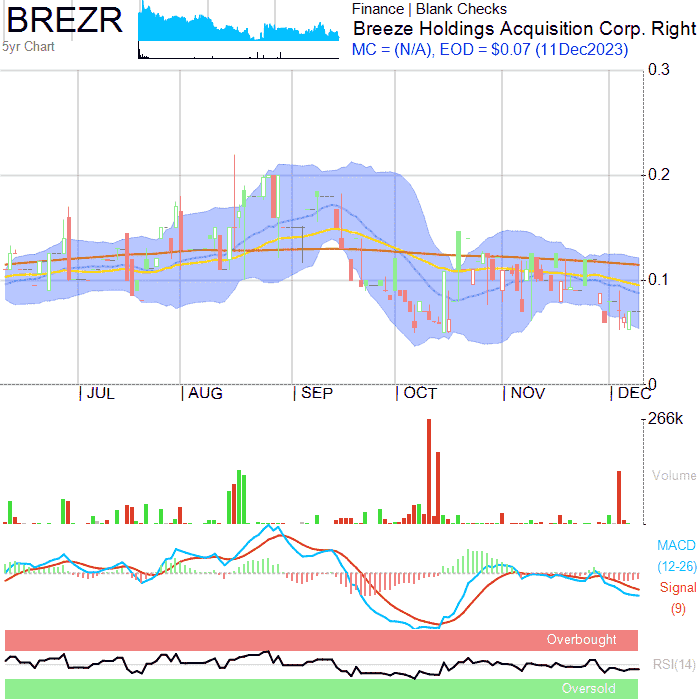 BREZR
5yr Chart
Finance | Blank Checks
Breeze Holdings Acquisition Corp. Right
MC = (N/A), EOD = $0.07 (11Dec2023)
0.3
0.2
0.1
0
JUL AUG SEP OCT NOV DEC
266k
Volume
MACD
(12-26)
Signal
(9)
Overbought
RSI(14)
Oversold